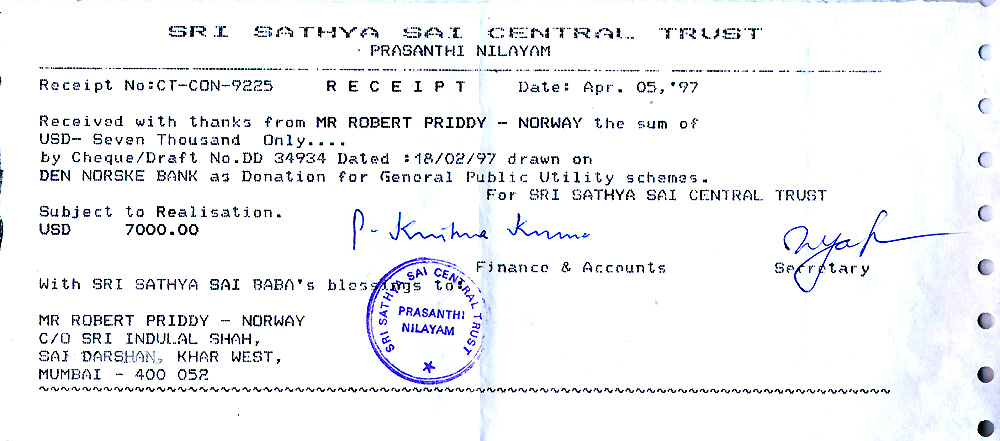 SRI SATHYA SAI CENTRAL TRUST
PRASANTHI NILAYAM
Receipt No:CT-CON-9225 RECEIPT Date: Apr. 05,'97
Received with thanks from MR ROBERT PRIDDY - NORWAY the sum of
USD- Seven Thousand Only....
by Cheque/Draft No.DD 34934 Dated :18/02/97 drawn on
DEN NORSKE BANK as Donation for General Public Utility schemes.
For SRI SATHYA SAI CENTRAL TRUST
Subject to Realisation.
USD 7000.00
P- Krishna Kumar
Finance & Accounts Secretary
With SRI SATHYA SAI BABA's blessings to:
MR ROBERT PRIDDY - NORWAY
C/O SRI INDULAL SHAH,
SAI DARSHAN, KHAR WEST,
MUMBAI - 400 052
SRI SATHYA SAI CENTRAL TRUST
PRASANTHI
NILAYAM